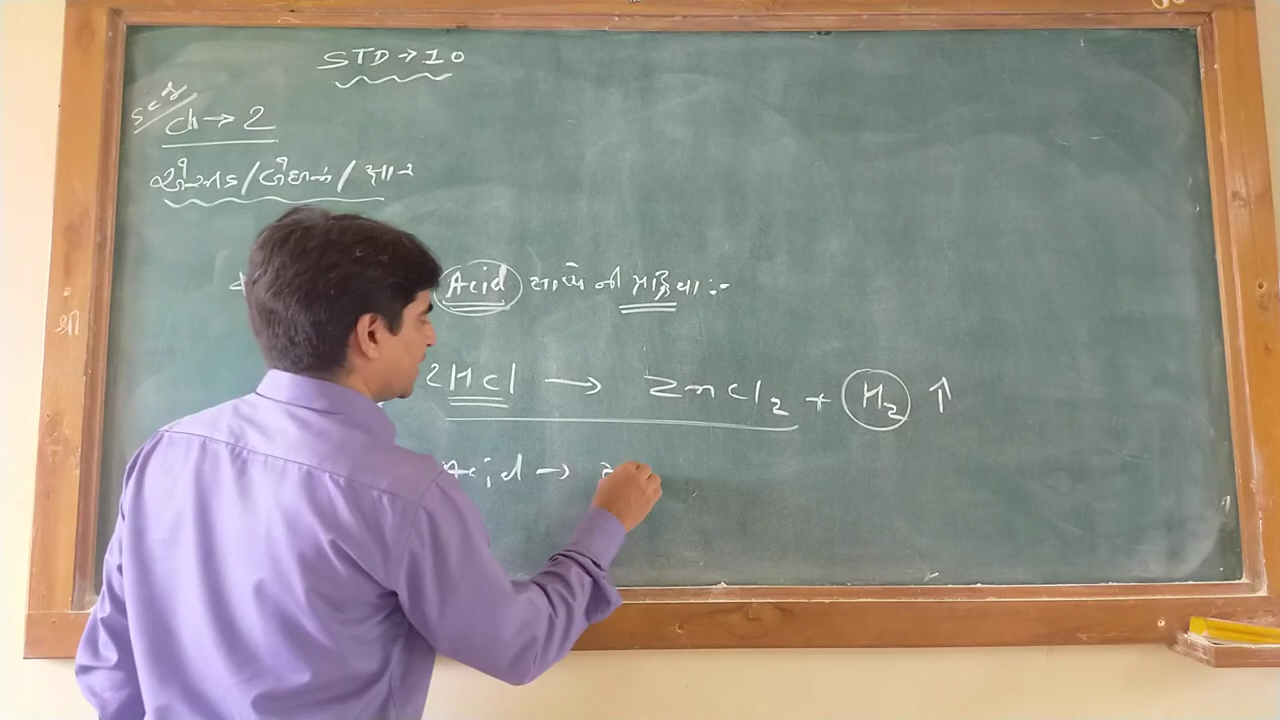 STD → 10
sci
ch → 2
એસિડ / બેઇઝ / ક્ષાર
Acid સાથે ની પ્રક્રિયા :-
2HCl → ZnCl₂ + H₂ ↑
Acid →
શ્રી